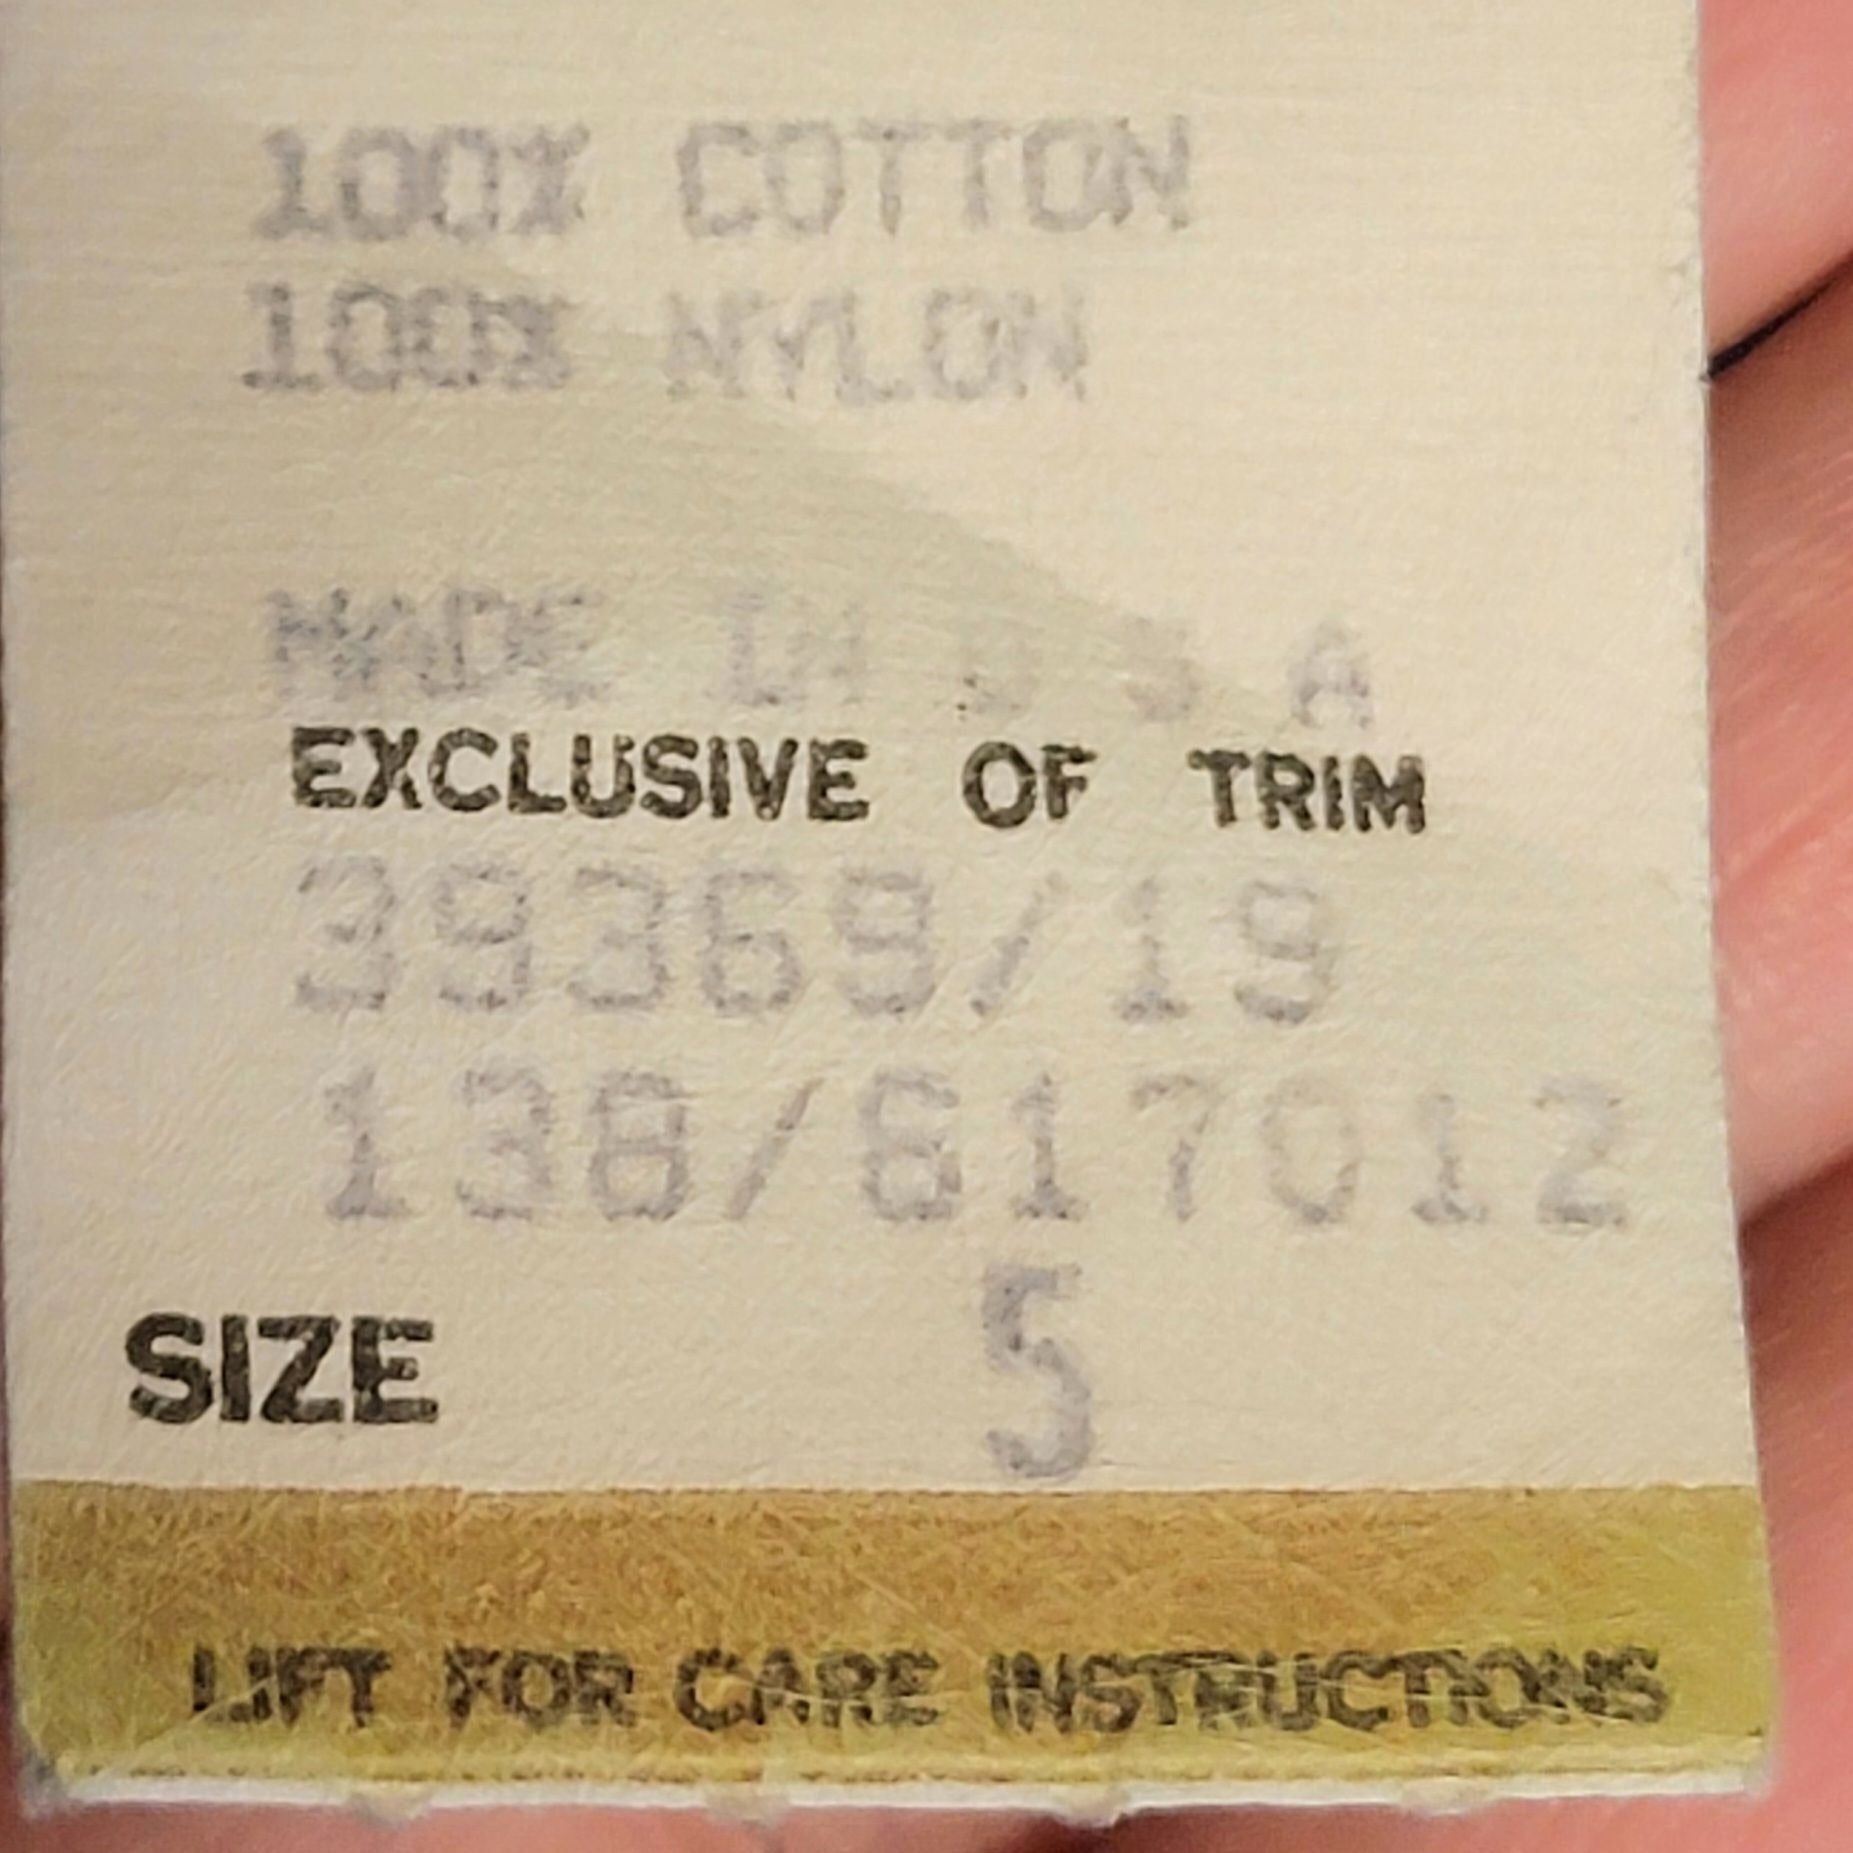 100% COTTON
100% NYLON
MADE IN U S A
EXCLUSIVE OF TRIM
39369/19
138/617012
SIZE 5
LIFT FOR CARE INSTRUCTIONS